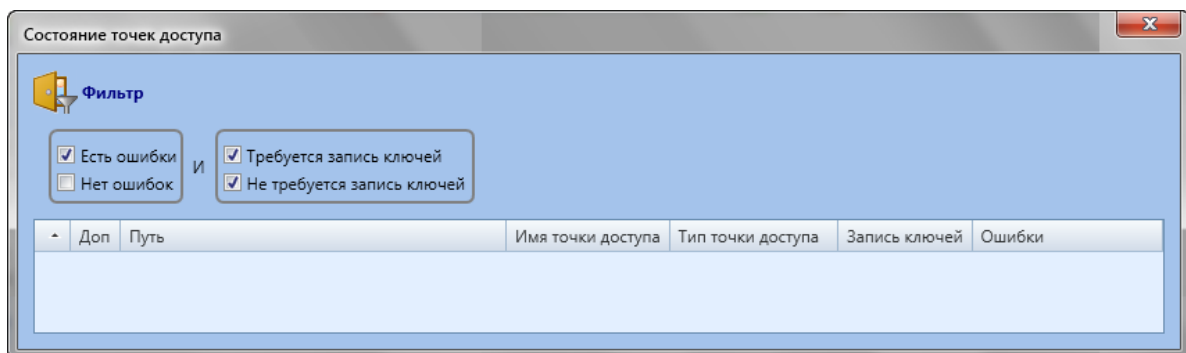 Состояние точек доступа
Фильтр
Есть ошибки
Нет ошибок
И
Требуется запись ключей
Не требуется запись ключей
Доп Путь Имя точки доступа Тип точки доступа Запись ключей Ошибки